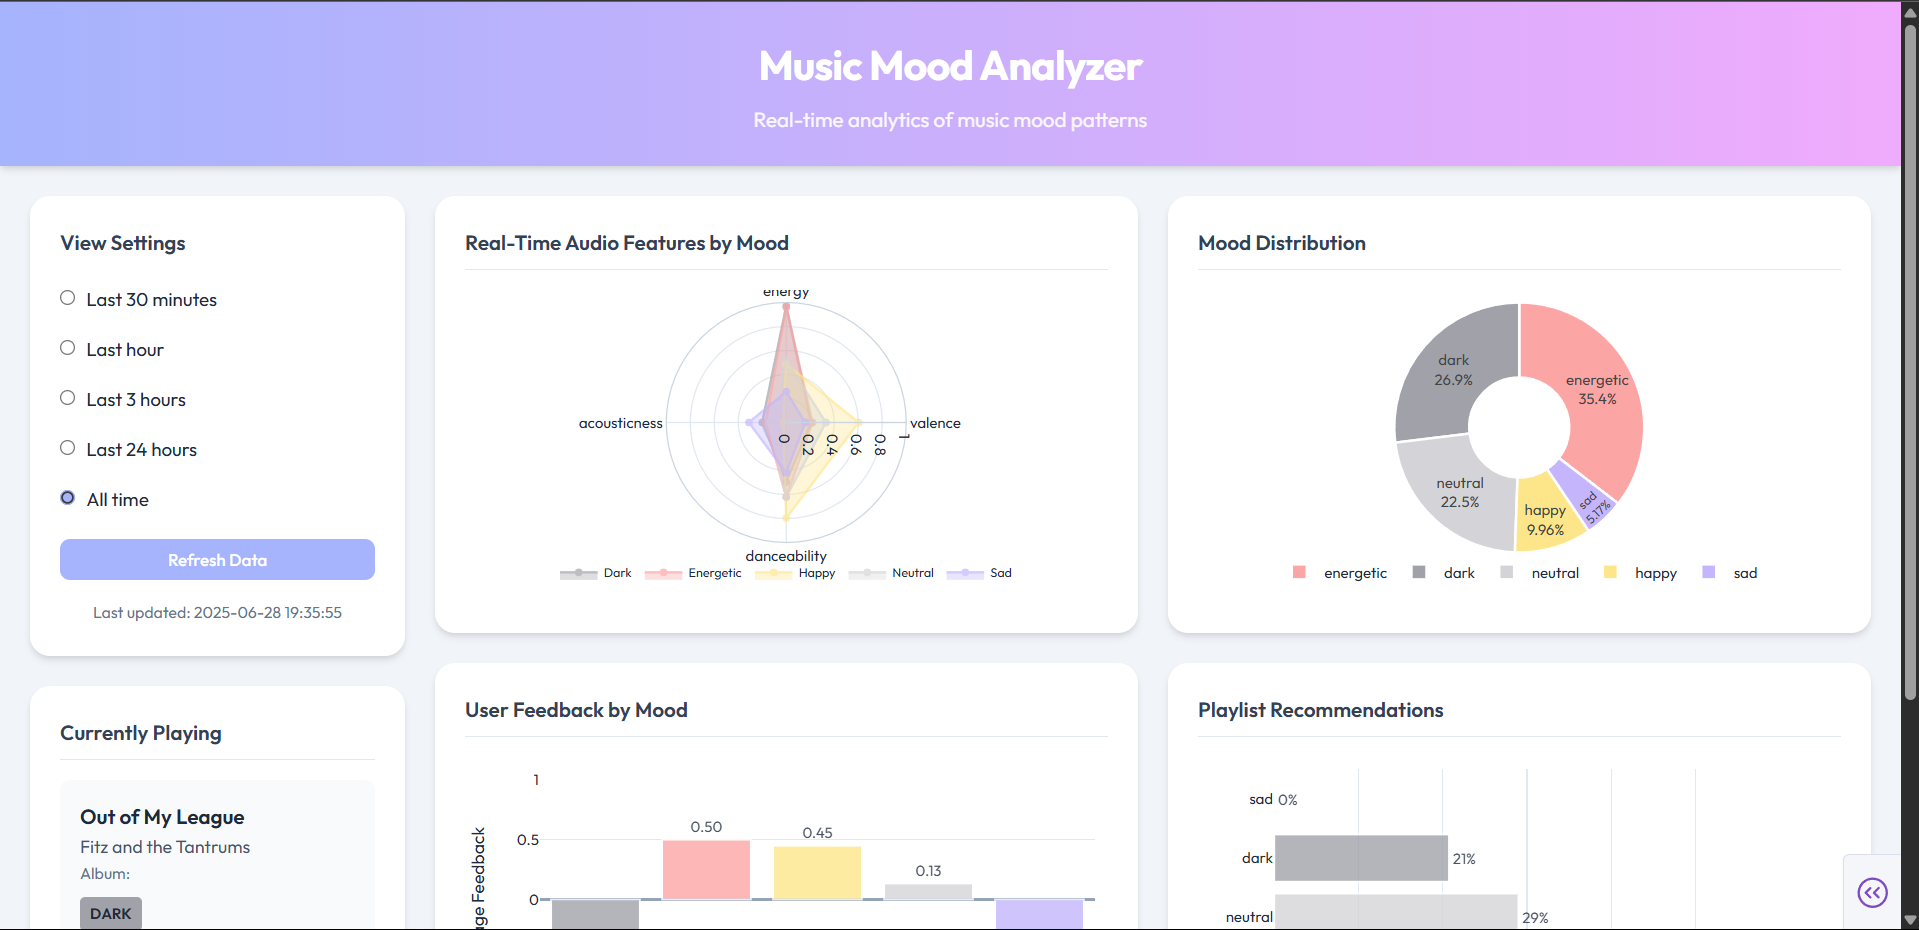 Music Mood Analyzer
Real-time analytics of music mood patterns
View Settings
Last 30 minutes
Last hour
Last 3 hours
Last 24 hours
All time
Refresh Data
Last updated: 2025-06-28 19:35:55
Currently Playing
Out of My League
Fitz and the Tantrums
Album:
DARK
Real-Time Audio Features by Mood
energy
acousticness
valence
0
0.2
0.4
0.6
0.8
1
danceability
Dark
Energetic
Happy
Neutral
Sad
Mood Distribution
dark
26.9%
energetic
35.4%
neutral
22.5%
happy
9.96%
sad
5.17%
energetic
dark
neutral
happy
sad
User Feedback by Mood
1
0.5
0
0.50
0.45
0.13
age Feedback
Playlist Recommendations
sad 0%
dark 21%
neutral 29%